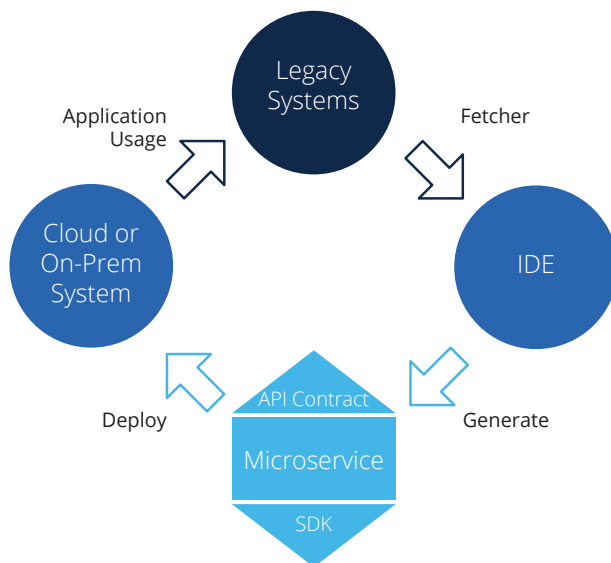 Legacy
Systems
Application
Usage
Fetcher
Cloud or
On-Prem
System
IDE
API Contract
Deploy
Generate
Microservice
SDK